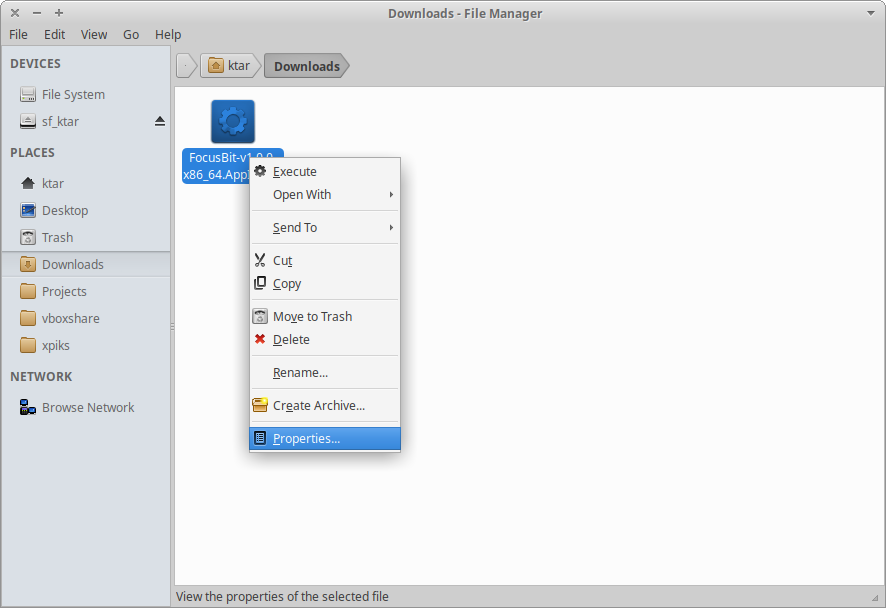 Downloads - File Manager
File Edit View Go Help
DEVICES
File System
sf_ktar
PLACES
ktar
Desktop
Trash
Downloads
Projects
vboxshare
xpiks
NETWORK
Browse Network
ktar Downloads
FocusBit-v1.0.0-
x86_64.App
Execute
Open With
Send To
Cut
Copy
Move to Trash
Delete
Rename...
Create Archive...
Properties...
View the properties of the selected file